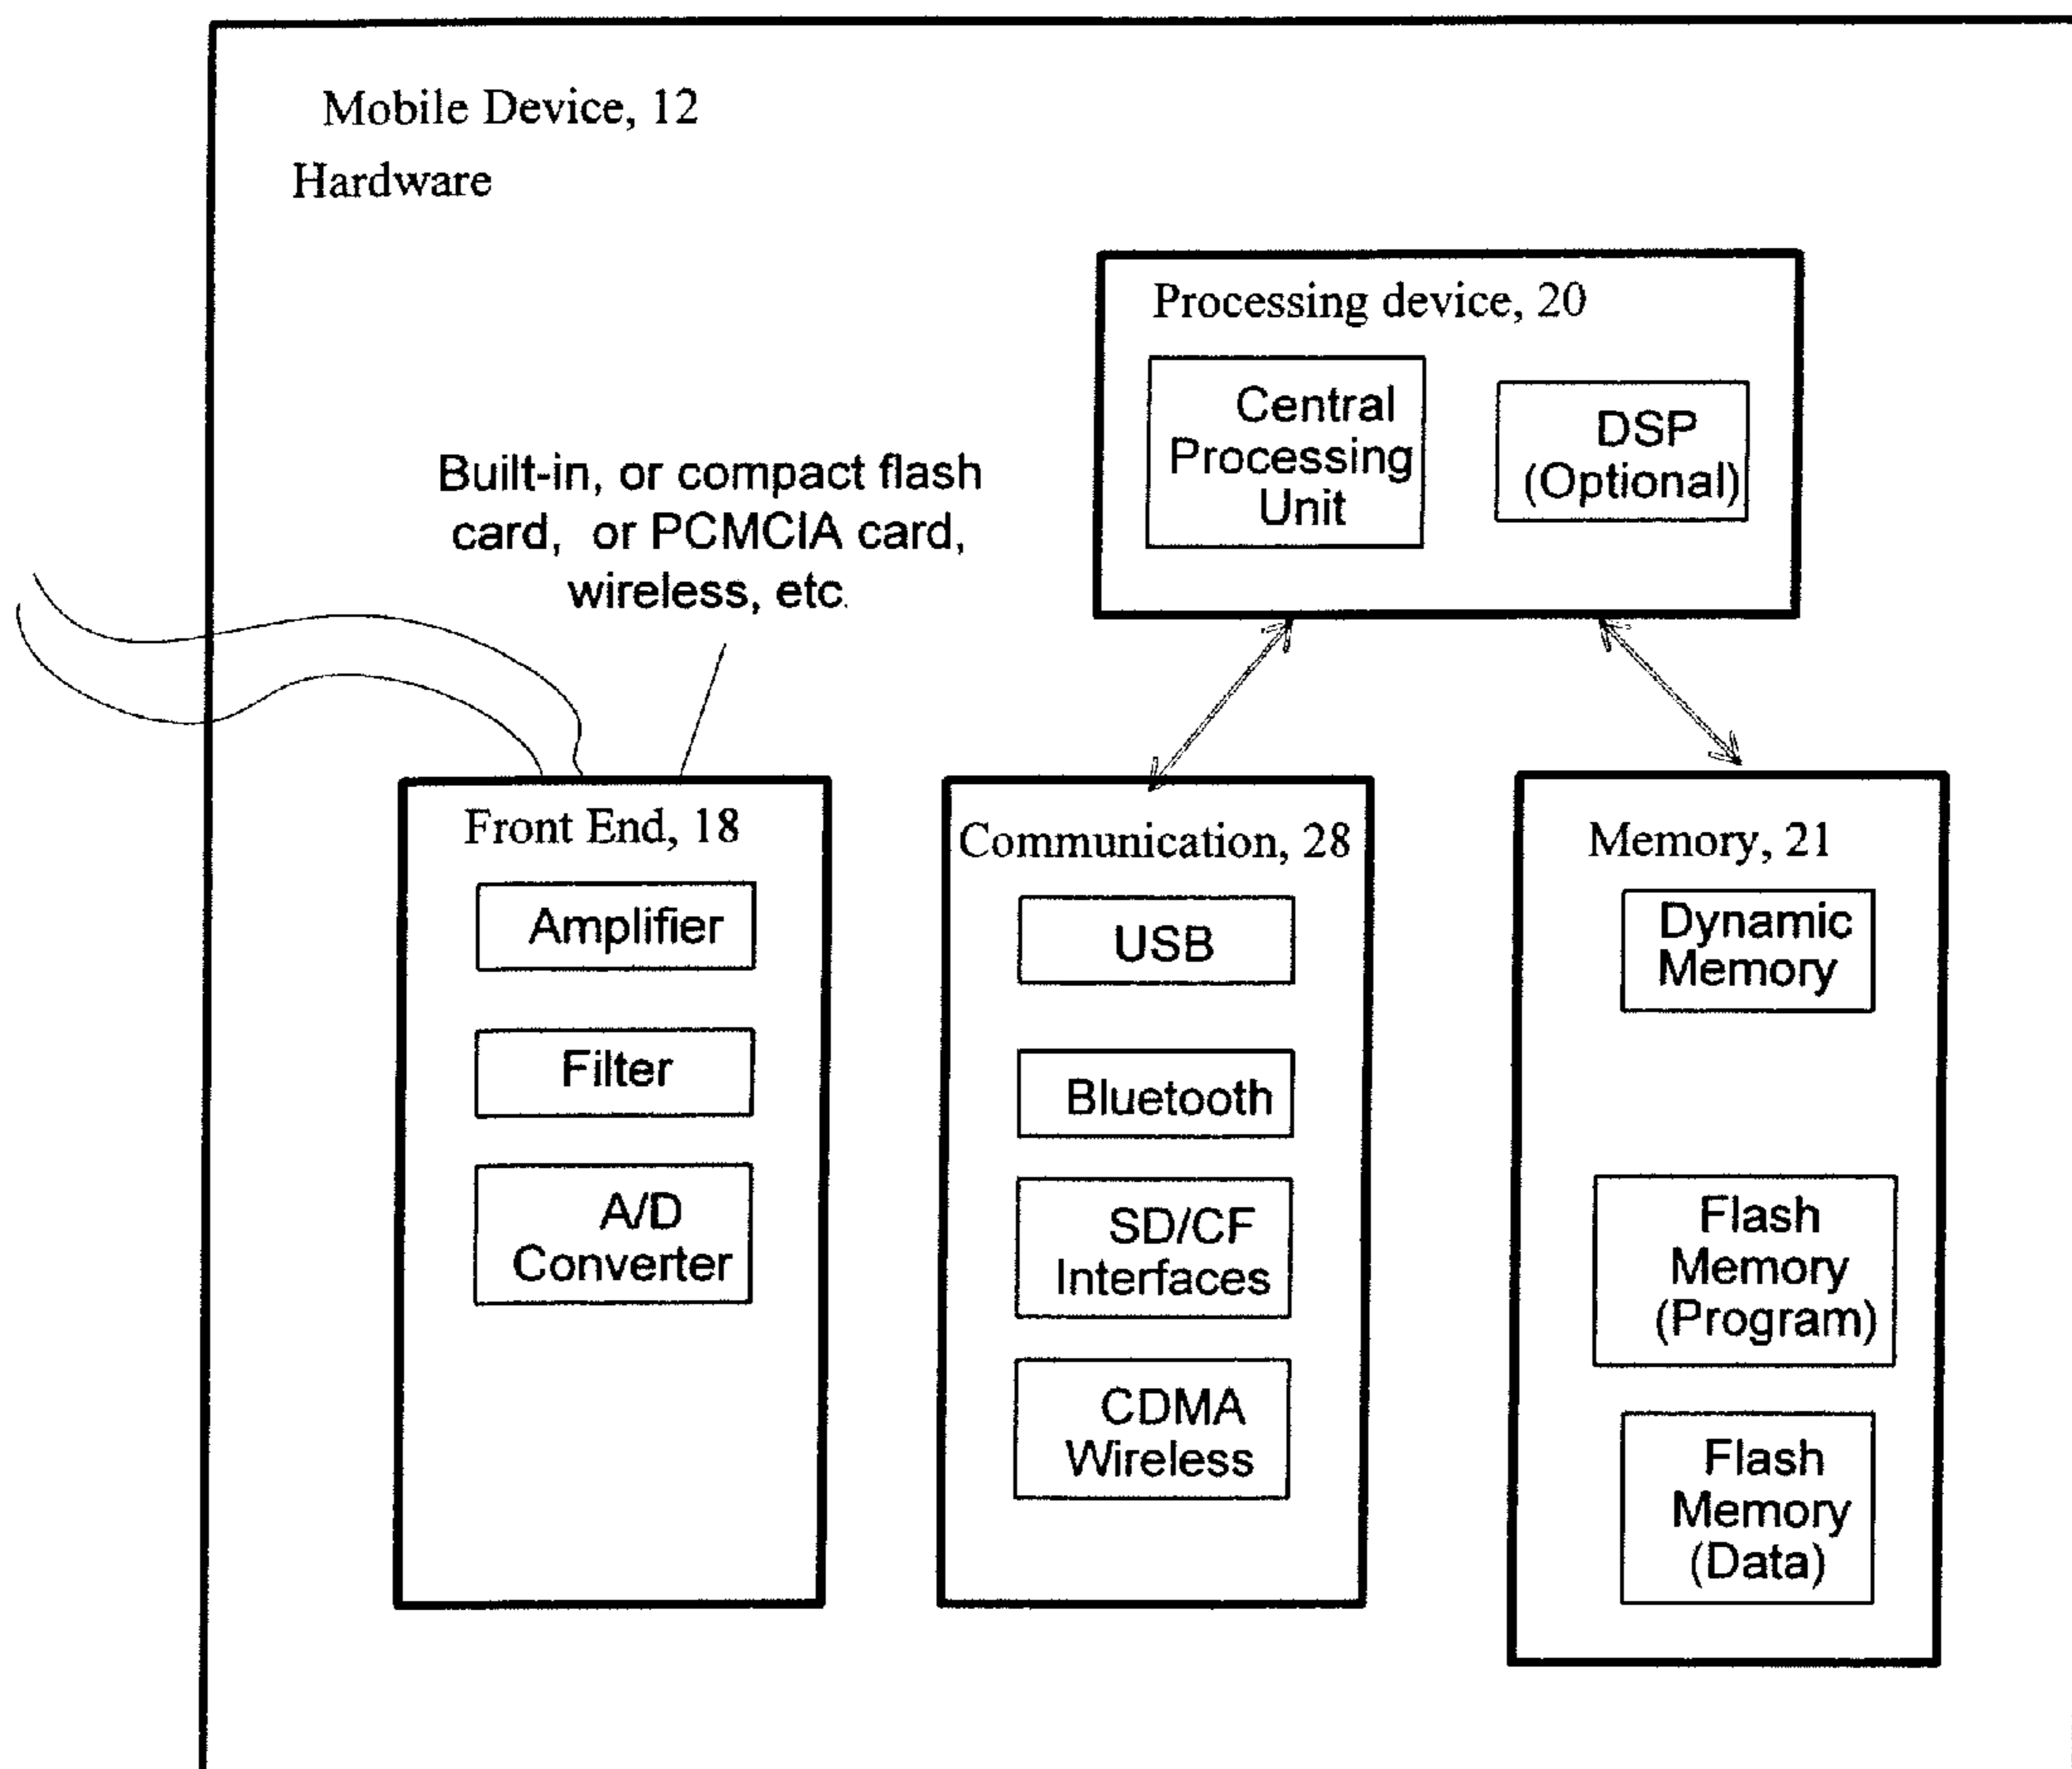 Mobile Device, 12
Hardware
Processing device, 20
Central
Processing
Unit
DSP
(Optional)
Built-in, or compact flash
card, or PCMCIA card,
wireless, etc.
Front End, 18
Amplifier
Filter
A/D
Converter
Communication, 28
USB
Bluetooth
SD/CF
Interfaces
CDMA
Wireless
Memory, 21
Dynamic
Memory
Flash
Memory
(Program)
Flash
Memory
(Data)